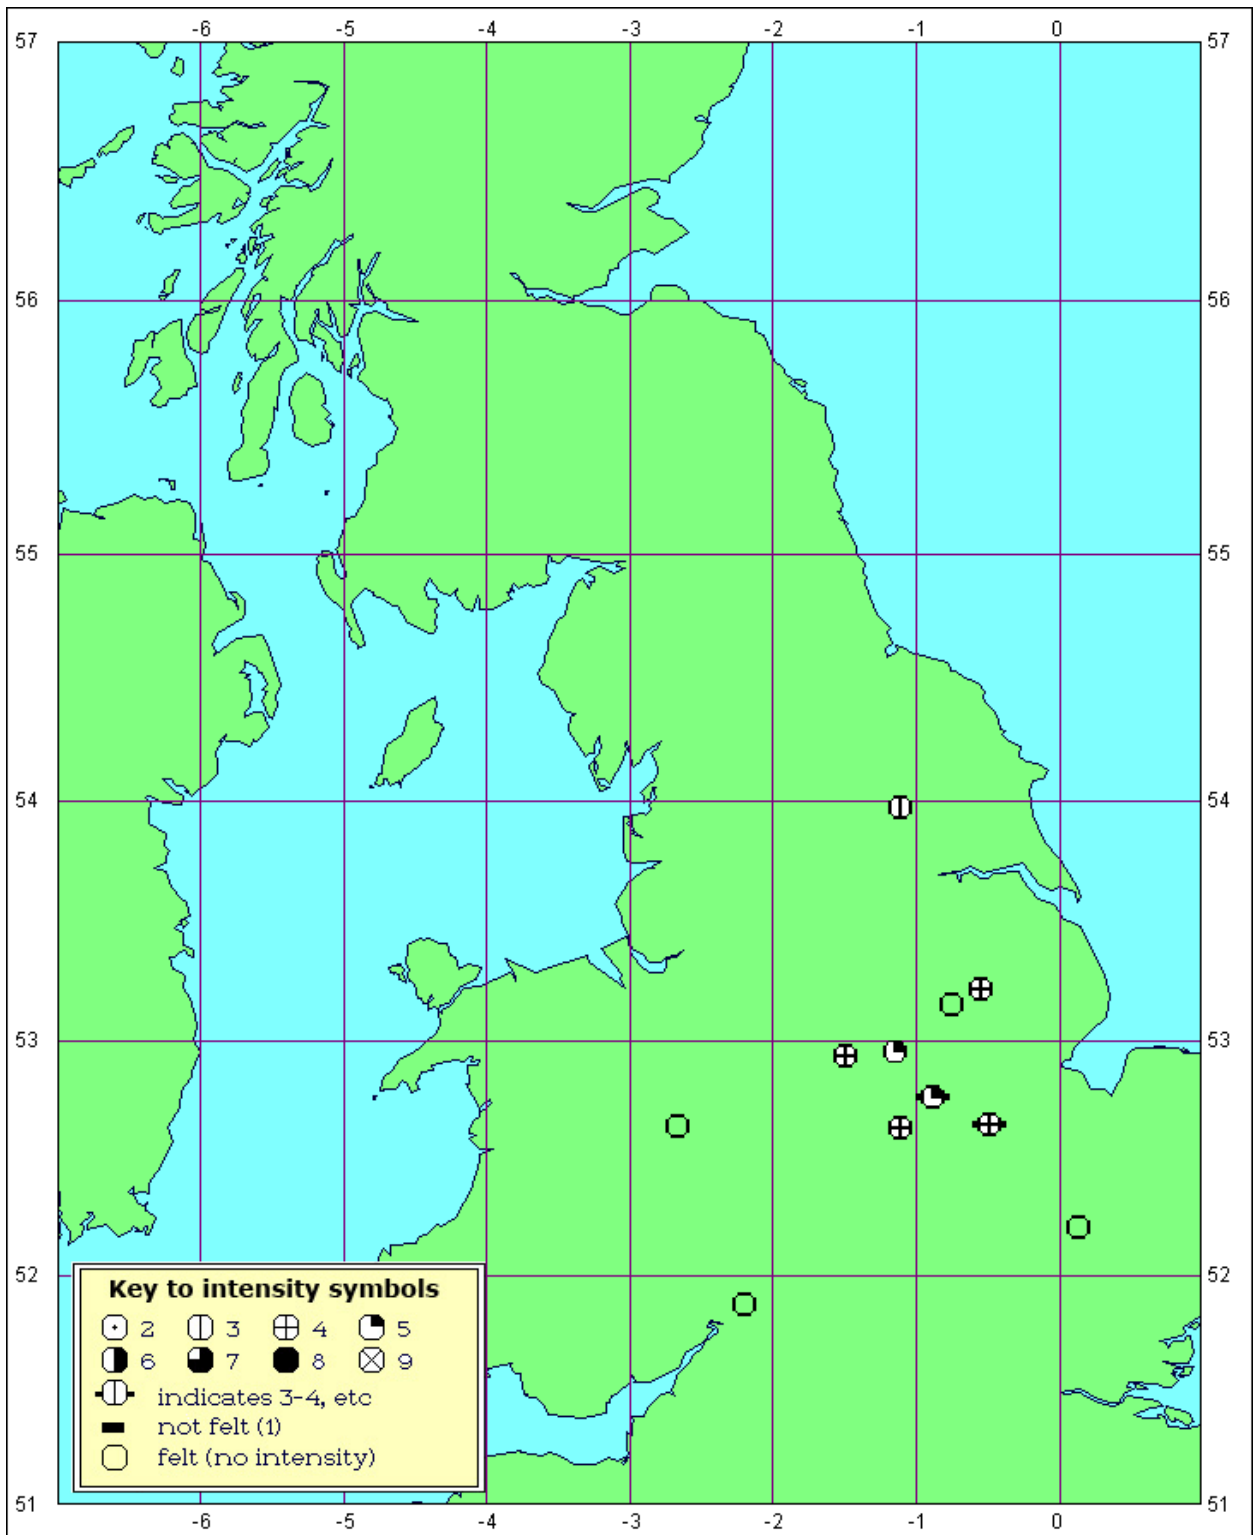 -6 -5 -4 -3 -2 -1 0
57 57
56 56
55 55
54 54
53 53
52 52
Key to intensity symbols
2 3 4 5
6 7 8 9
indicates 3-4, etc
not felt (1)
felt (no intensity)
51 51
-6 -5 -4 -3 -2 -1 0